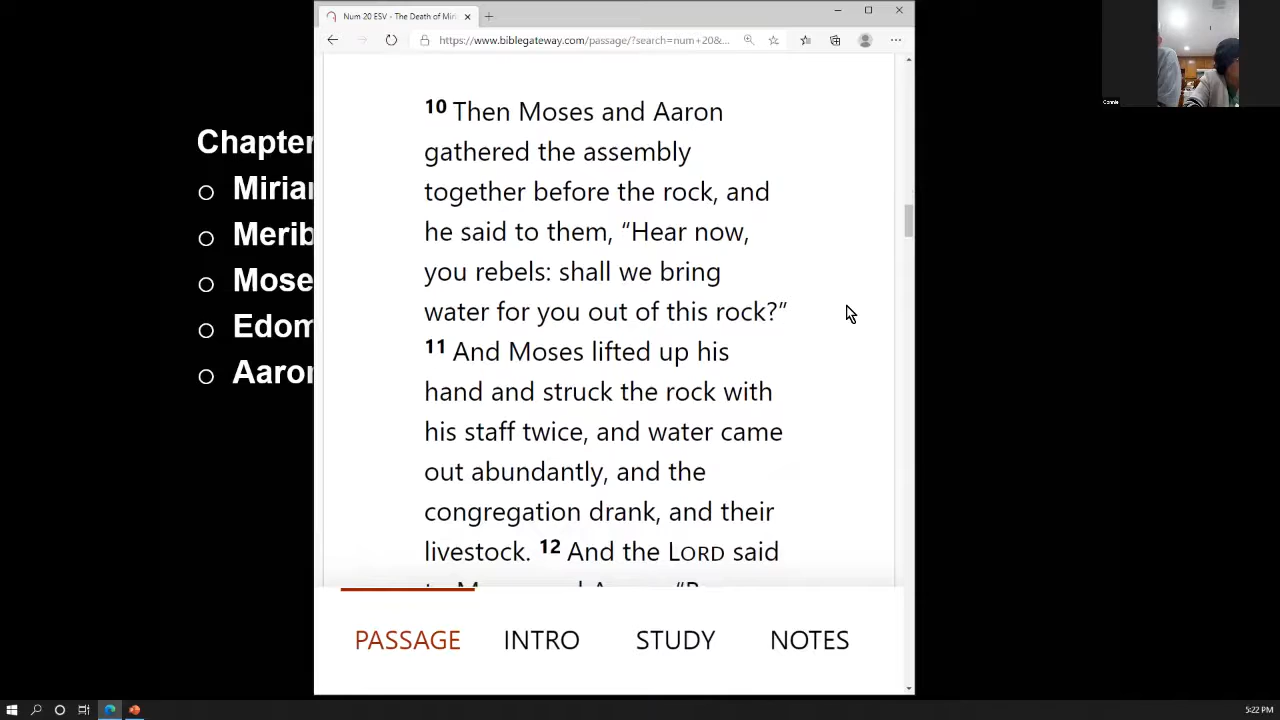 Num 20 ESV - The Death of Miri
https://www.biblegateway.com/passage/?search=num+20&...
Chapter
Miriam
Merib
Mose
Edom
Aaron
10 Then Moses and Aaron
gathered the assembly
together before the rock, and
he said to them, “Hear now,
you rebels: shall we bring
water for you out of this rock?”
11 And Moses lifted up his
hand and struck the rock with
his staff twice, and water came
out abundantly, and the
congregation drank, and their
livestock. 12 And the LORD said
PASSAGE INTRO STUDY NOTES
Connie
5:22 PM